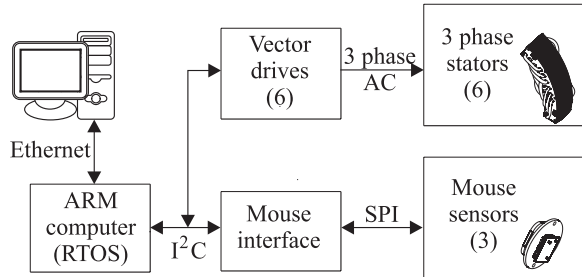 Vector
drives
(6)
3 phase
AC
3 phase
stators
(6)
Ethernet
ARM
computer
(RTOS)
I²C
Mouse
interface
SPI
Mouse
sensors
(3)